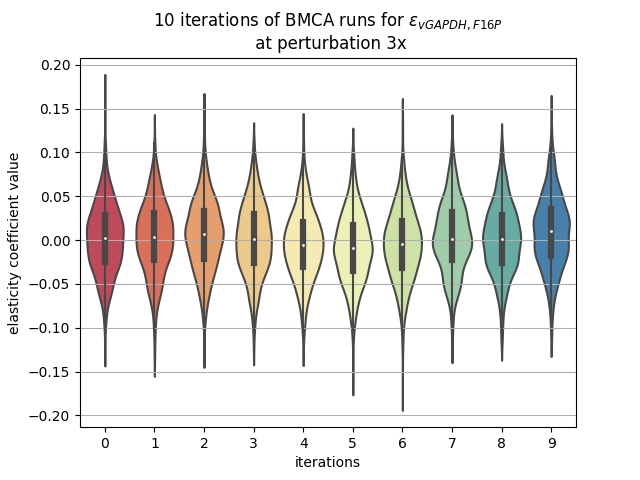 10 iterations of BMCA runs for ε_{vGAPDH, F16P}
at perturbation 3x
elasticity coefficient value
0.20
0.15
0.10
0.05
0.00
−0.05
−0.10
−0.15
−0.20
0 1 2 3 4 5 6 7 8 9
iterations